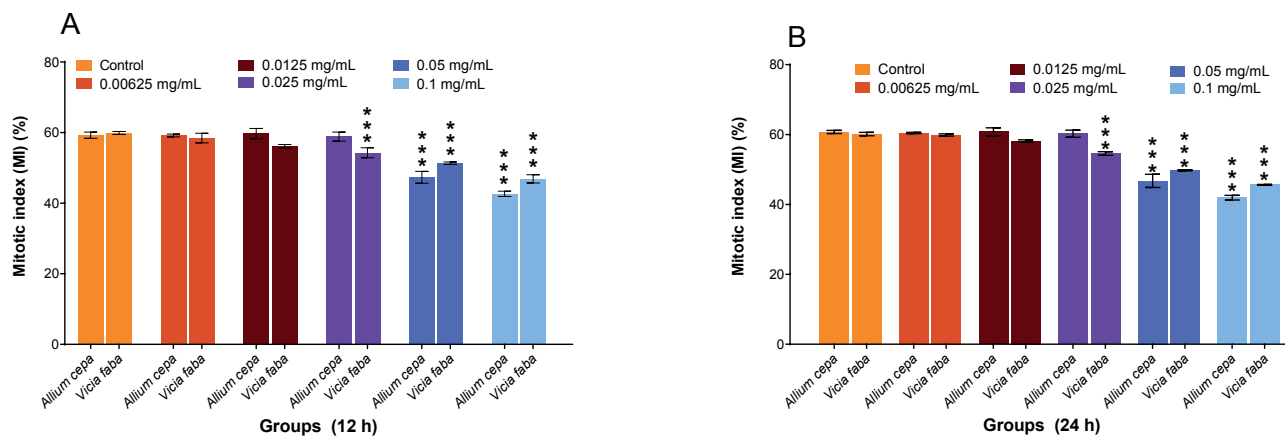 A
Control
0.00625 mg/mL
0.0125 mg/mL
0.025 mg/mL
0.05 mg/mL
0.1 mg/mL
Mitotic index (MI) (%)
80
60
40
20
0
***
***
***
***
***
Allium cepa
Vicia faba
Allium cepa
Vicia faba
Allium cepa
Vicia faba
Allium cepa
Vicia faba
Allium cepa
Vicia faba
Allium cepa
Vicia faba
Groups (12 h)
B
Control
0.00625 mg/mL
0.0125 mg/mL
0.025 mg/mL
0.05 mg/mL
0.1 mg/mL
Mitotic index (MI) (%)
80
60
40
20
0
***
***
***
***
***
Allium cepa
Vicia faba
Allium cepa
Vicia faba
Allium cepa
Vicia faba
Allium cepa
Vicia faba
Allium cepa
Vicia faba
Allium cepa
Vicia faba
Groups (24 h)